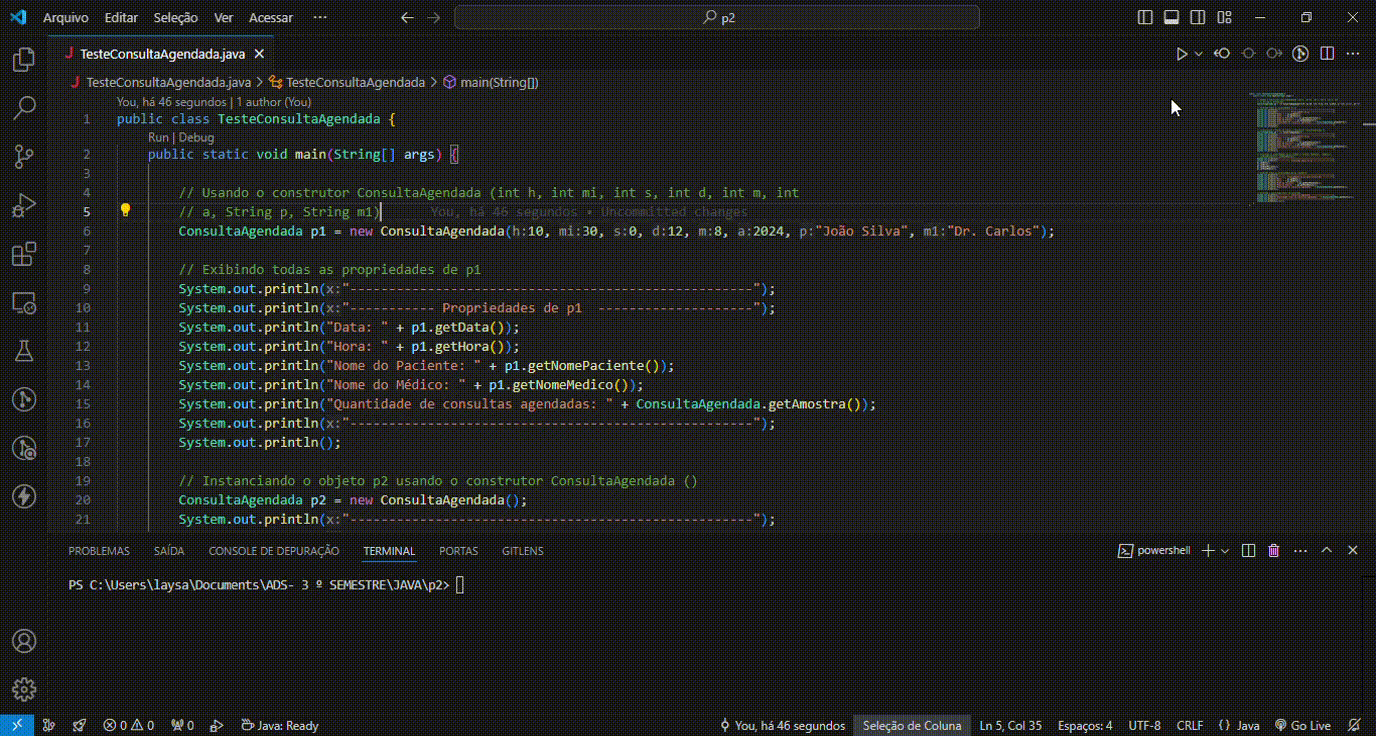 Arquivo Editar Seleção Ver Acessar ··· p2
TesteConsultaAgendada.java
TesteConsultaAgendada.java > TesteConsultaAgendada > main(String[])
You, há 46 segundos | 1 author (You)
1 public class TesteConsultaAgendada {
Run | Debug
2 public static void main(String[] args) {
3
4 // Usando o construtor ConsultaAgendada (int h, int mi, int s, int d, int m, int
5 // a, String p, String m1) You, há 46 segundos • Uncommitted changes
6 ConsultaAgendada p1 = new ConsultaAgendada(h:10, mi:30, s:0, d:12, m:8, a:2024, p:"João Silva", m1:"Dr. Carlos");
7
8 // Exibindo todas as propriedades de p1
9 System.out.println(x:"----------------------------------------------------");
10 System.out.println(x:"----------- Propriedades de p1  --------------------");
11 System.out.println("Data: " + p1.getData());
12 System.out.println("Hora: " + p1.getHora());
13 System.out.println("Nome do Paciente: " + p1.getNomePaciente());
14 System.out.println("Nome do Médico: " + p1.getNomeMedico());
15 System.out.println("Quantidade de consultas agendadas: " + ConsultaAgendada.getAmostra());
16 System.out.println(x:"----------------------------------------------------");
17 System.out.println();
18
19 // Instanciando o objeto p2 usando o construtor ConsultaAgendada ()
20 ConsultaAgendada p2 = new ConsultaAgendada();
21 System.out.println(x:"----------------------------------------------------");
PROBLEMAS SAÍDA CONSOLE DE DEPURAÇÃO TERMINAL PORTAS GITLENS powershell
PS C:\Users\laysa\Documents\ADS- 3 º SEMESTRE\JAVA\p2>
0 0 0 Java: Ready You, há 46 segundos Seleção de Coluna Ln 5, Col 35 Espaços: 4 UTF-8 CRLF {} Java Go Live